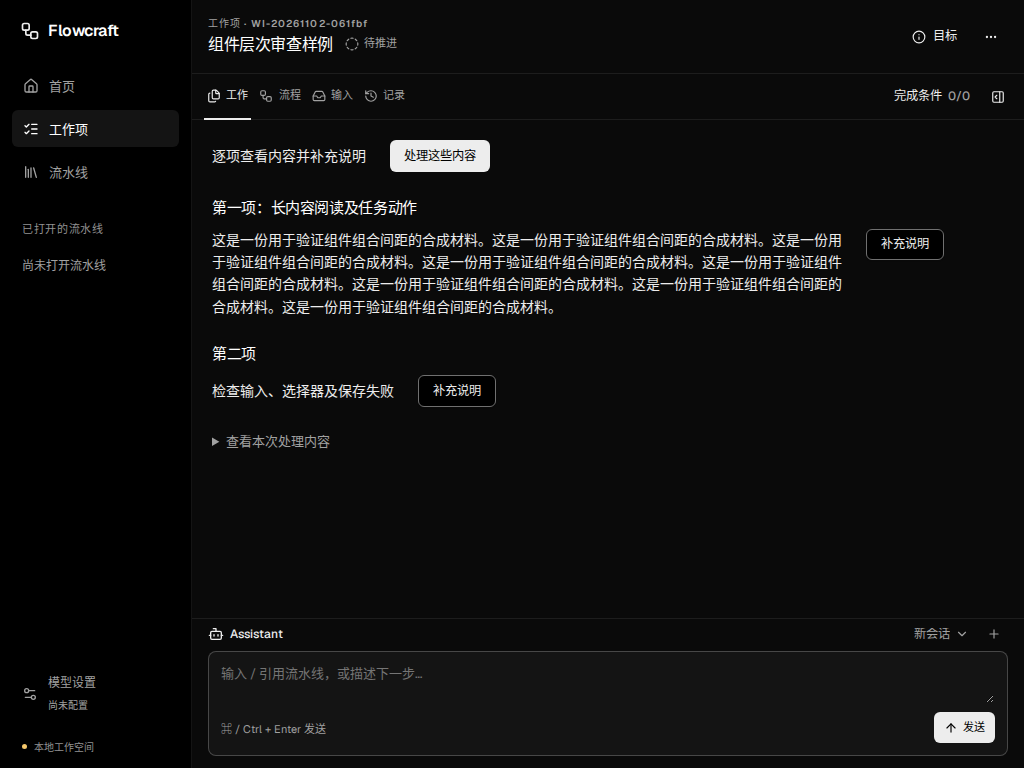 Flowcraft
首页
工作项
流水线
已打开的流水线
尚未打开流水线
模型设置
尚未配置
本地工作空间
工作项 · WI-20261102-061fbf
组件层次审查样例 待推进
目标
工作 流程 输入 记录
完成条件 0/0
逐项查看内容并补充说明 处理这些内容
第一项：长内容阅读及任务动作
这是一份用于验证组件组合间距的合成材料。这是一份用于验证组件组合间距的合成材料。这是一份用
于验证组件组合间距的合成材料。这是一份用于验证组件组合间距的合成材料。这是一份用于验证组件
组合间距的合成材料。这是一份用于验证组件组合间距的合成材料。这是一份用于验证组件组合间距的
合成材料。这是一份用于验证组件组合间距的合成材料。
补充说明
第二项
检查输入、选择器及保存失败 补充说明
查看本次处理内容
Assistant
新会话
输入 / 引用流水线，或描述下一步…
⌘ / Ctrl + Enter 发送
发送